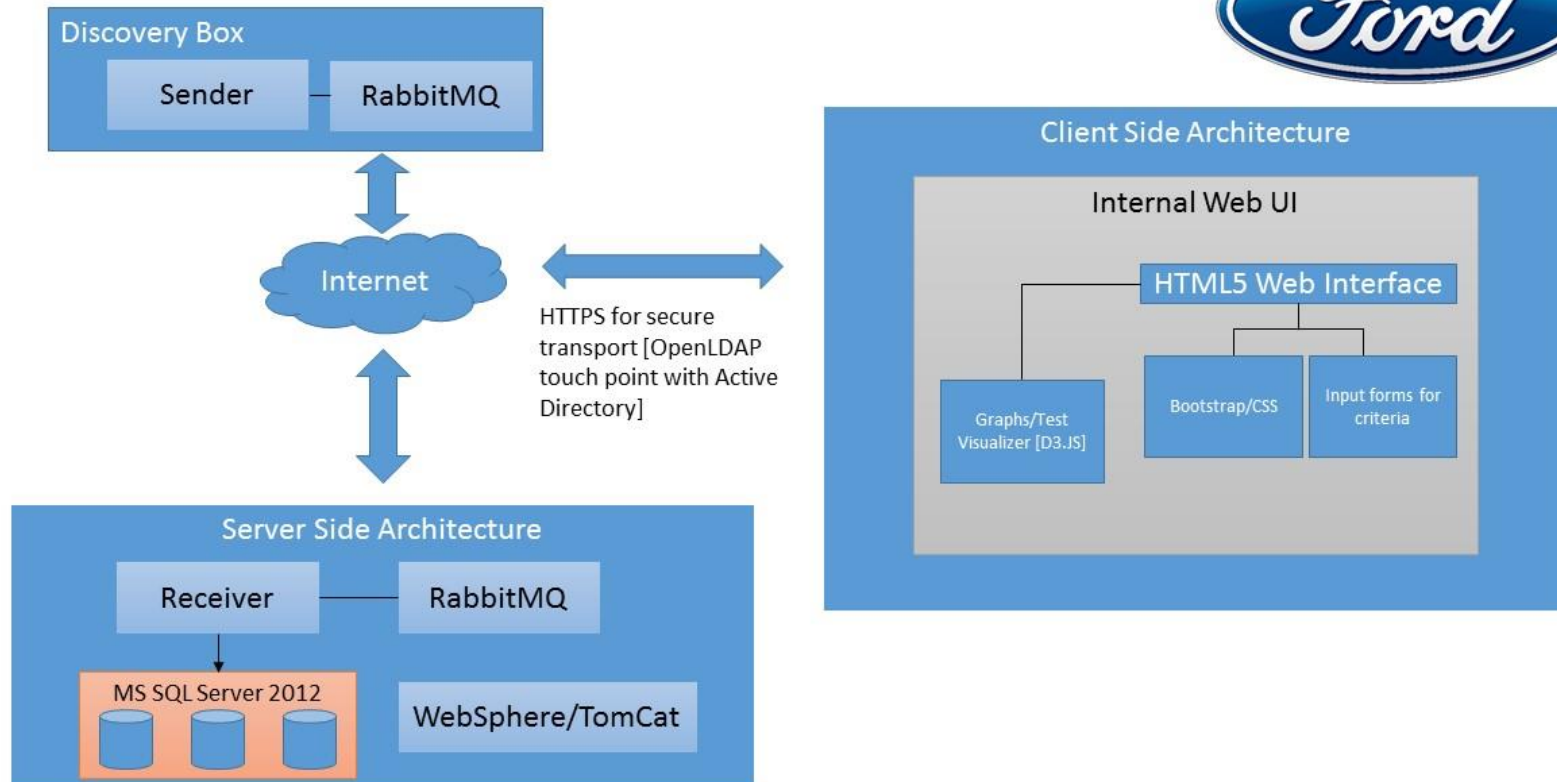 Discovery Box
Sender
RabbitMQ
Internet
HTTPS for secure
transport [OpenLDAP
touch point with Active
Directory]
Server Side Architecture
Receiver
RabbitMQ
MS SQL Server 2012
WebSphere/TomCat
Ford
Client Side Architecture
Internal Web UI
HTML5 Web Interface
Graphs/Test
Visualizer [D3.JS]
Bootstrap/CSS
Input forms for
criteria